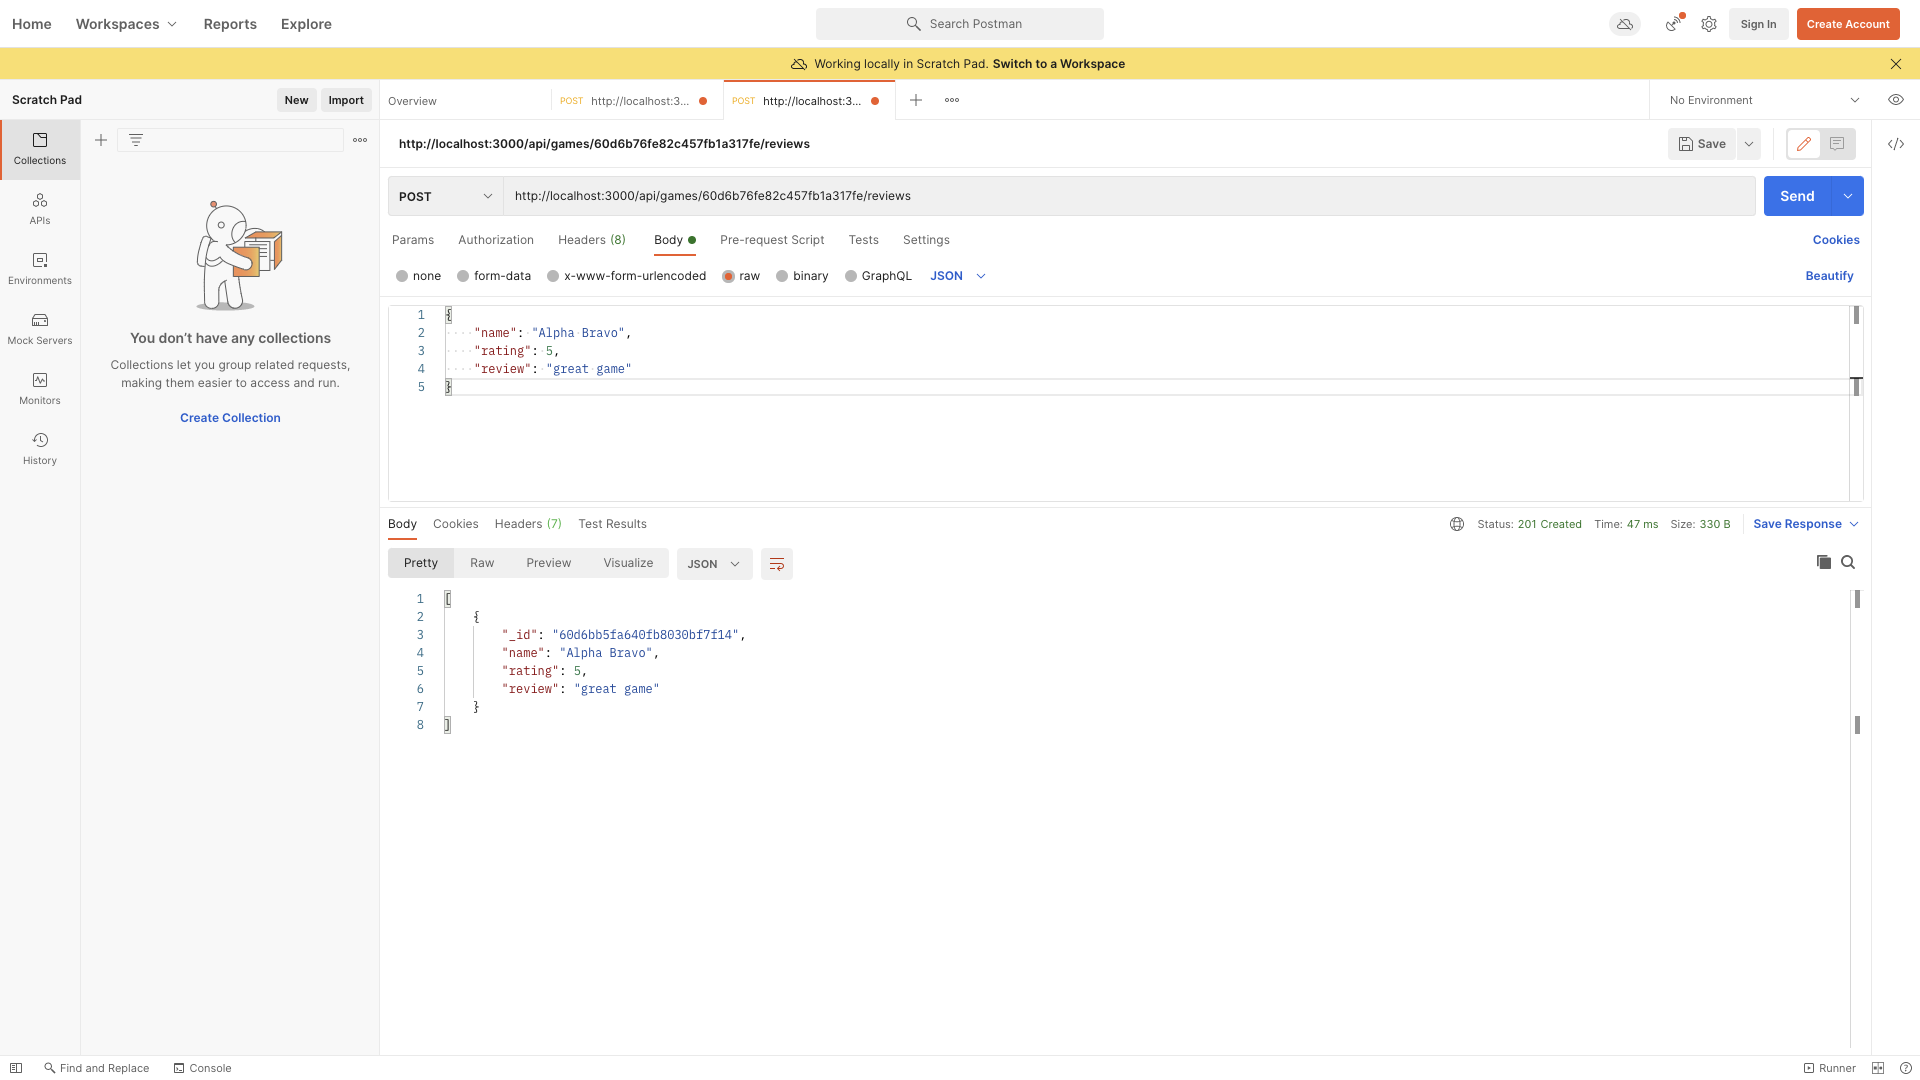 Home Workspaces Reports Explore Search Postman Sign In Create Account
Working locally in Scratch Pad. Switch to a Workspace
Scratch Pad New Import Overview POST http://localhost:3... POST http://localhost:3... No Environment
Collections
http://localhost:3000/api/games/60d6b76fe82c457fb1a317fe/reviews Save
POST http://localhost:3000/api/games/60d6b76fe82c457fb1a317fe/reviews Send
APIs
Params Authorization Headers (8) Body Pre-request Script Tests Settings Cookies
Environments
none form-data x-www-form-urlencoded raw binary GraphQL JSON Beautify
1 {
2 "name": "Alpha Bravo",
3 "rating": 5,
4 "review": "great game"
5 }
Mock Servers
You don’t have any collections
Collections let you group related requests,
making them easier to access and run.
Create Collection
Monitors
History
Body Cookies Headers (7) Test Results Status: 201 Created Time: 47 ms Size: 330 B Save Response
Pretty Raw Preview Visualize JSON
1 [
2 {
3 "_id": "60d6bb5fa640fb8030bf7f14",
4 "name": "Alpha Bravo",
5 "rating": 5,
6 "review": "great game"
7 }
8 ]
Find and Replace Console Runner